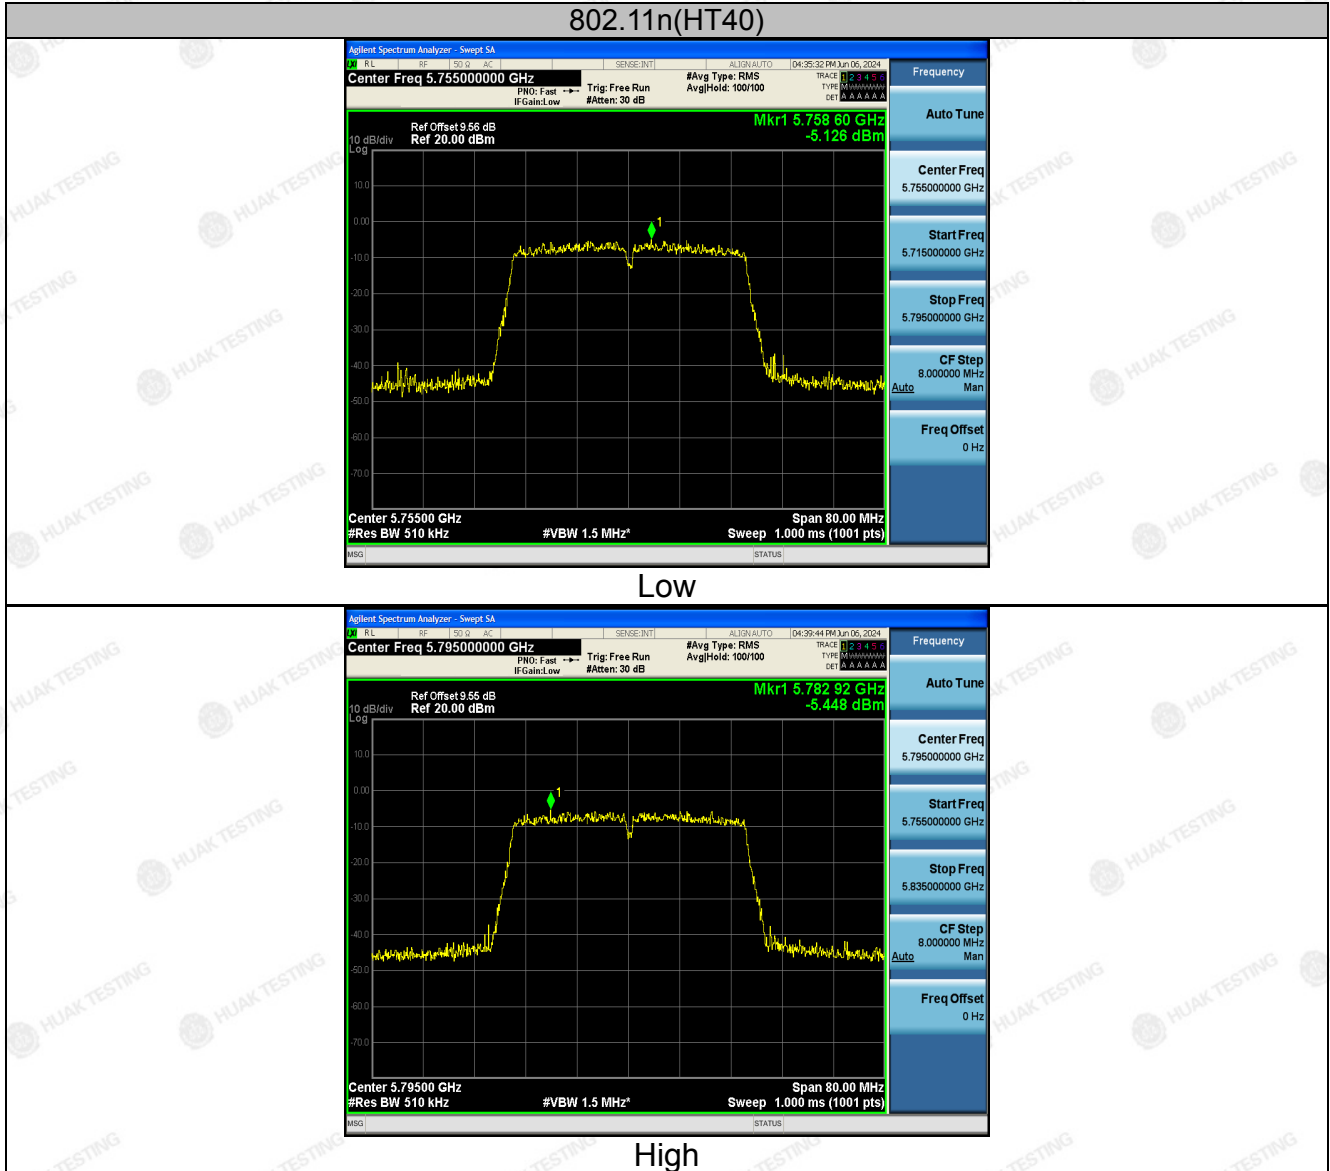 802.11n(HT40)
Agilent Spectrum Analyzer - Swept SA
RL RF 50 Ω AC SENSE:INT ALIGN AUTO 04:35:32 PM Jun 06, 2024
Center Freq 5.755000000 GHz #Avg Type: RMS TRACE 1 2 3 4 5 6 Frequency
PNO: Fast Trig: Free Run Avg|Hold: 100/100 TYPE M
IFGain:Low #Atten: 30 dB DET A A A A A A
Auto Tune
Mkr1 5.758 60 GHz
Ref Offset 9.56 dB -5.126 dBm
10 dB/div Ref 20.00 dBm
Log
Center Freq
5.755000000 GHz
10.0
1
0.00
Start Freq
5.715000000 GHz
-10.0
-20.0
Stop Freq
5.795000000 GHz
-30.0
CF Step
8.000000 MHz
Auto Man
-40.0
-50.0
Freq Offset
0 Hz
-60.0
-70.0
Center 5.75500 GHz Span 80.00 MHz
#Res BW 510 kHz #VBW 1.5 MHz* Sweep 1.000 ms (1001 pts)
MSG STATUS
Low
Agilent Spectrum Analyzer - Swept SA
RL RF 50 Ω AC SENSE:INT ALIGN AUTO 04:39:44 PM Jun 06, 2024
Center Freq 5.795000000 GHz #Avg Type: RMS TRACE 1 2 3 4 5 6 Frequency
PNO: Fast Trig: Free Run Avg|Hold: 100/100 TYPE M
IFGain:Low #Atten: 30 dB DET A A A A A A
Auto Tune
Mkr1 5.782 92 GHz
Ref Offset 9.55 dB -5.448 dBm
10 dB/div Ref 20.00 dBm
Log
Center Freq
5.795000000 GHz
10.0
0.00
1
Start Freq
5.755000000 GHz
-10.0
-20.0
Stop Freq
5.835000000 GHz
-30.0
CF Step
8.000000 MHz
Auto Man
-40.0
-50.0
Freq Offset
0 Hz
-60.0
-70.0
Center 5.79500 GHz Span 80.00 MHz
#Res BW 510 kHz #VBW 1.5 MHz* Sweep 1.000 ms (1001 pts)
MSG STATUS
High
HUAK TESTING